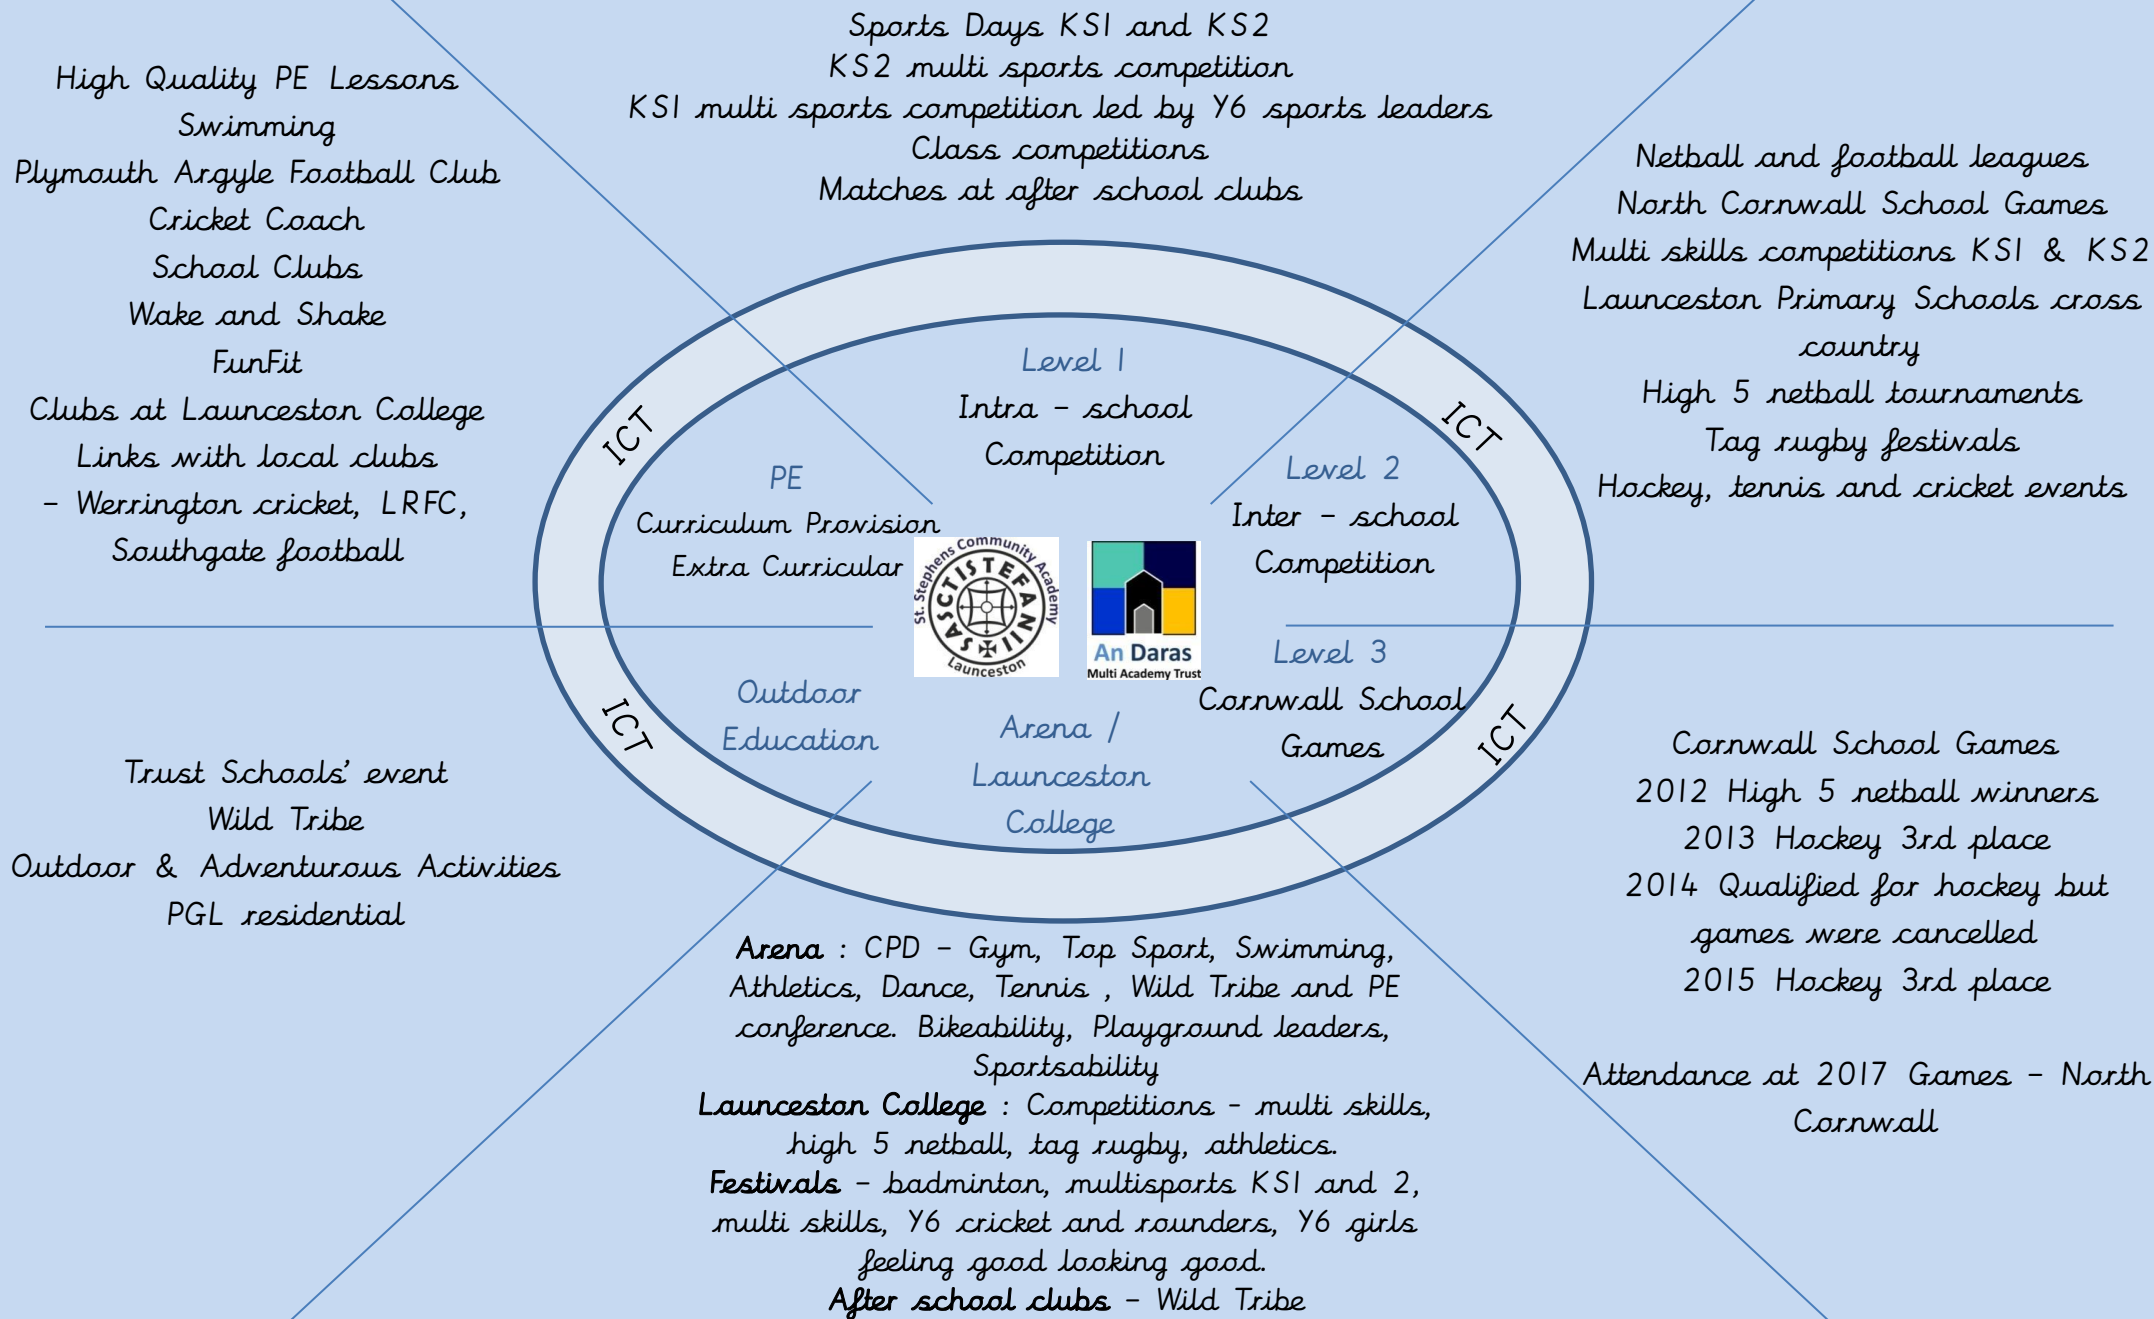 Sports Days KS1 and KS2
KS2 multi sports competition
KS1 multi sports competition led by Y6 sports leaders
Class competitions
Matches at after school clubs
High Quality PE Lessons
Swimming
Plymouth Argyle Football Club
Cricket Coach
School Clubs
Wake and Shake
FunFit
Clubs at Launceston College
Links with local clubs
- Werrington cricket, LRFC,
Southgate football
Netball and football leagues
North Cornwall School Games
Multi skills competitions KS1 & KS2
Launceston Primary Schools cross
country
High 5 netball tournaments
Tag rugby festivals
Hockey, tennis and cricket events
ICT
ICT
Level 1
Intra - school
Competition
PE
Curriculum Provision
Extra Curricular
Level 2
Inter - school
Competition
St. Stephens Community Academy
SASCTISTEFANII
Launceston
An Daras
Multi Academy Trust
Outdoor
Education
Arena /
Launceston
College
Level 3
Cornwall School
Games
ICT
ICT
Trust Schools' event
Wild Tribe
Outdoor & Adventurous Activities
PGL residential
Cornwall School Games
2012 High 5 netball winners
2013 Hockey 3rd place
2014 Qualified for hockey but
games were cancelled
2015 Hockey 3rd place
Attendance at 2017 Games - North
Cornwall
Arena : CPD - Gym, Top Sport, Swimming,
Athletics, Dance, Tennis , Wild Tribe and PE
conference. Bikeability, Playground leaders,
Sportsability
Launceston College : Competitions - multi skills,
high 5 netball, tag rugby, athletics.
Festivals - badminton, multisports KS1 and 2,
multi skills, Y6 cricket and rounders, Y6 girls
feeling good looking good.
After school clubs - Wild Tribe